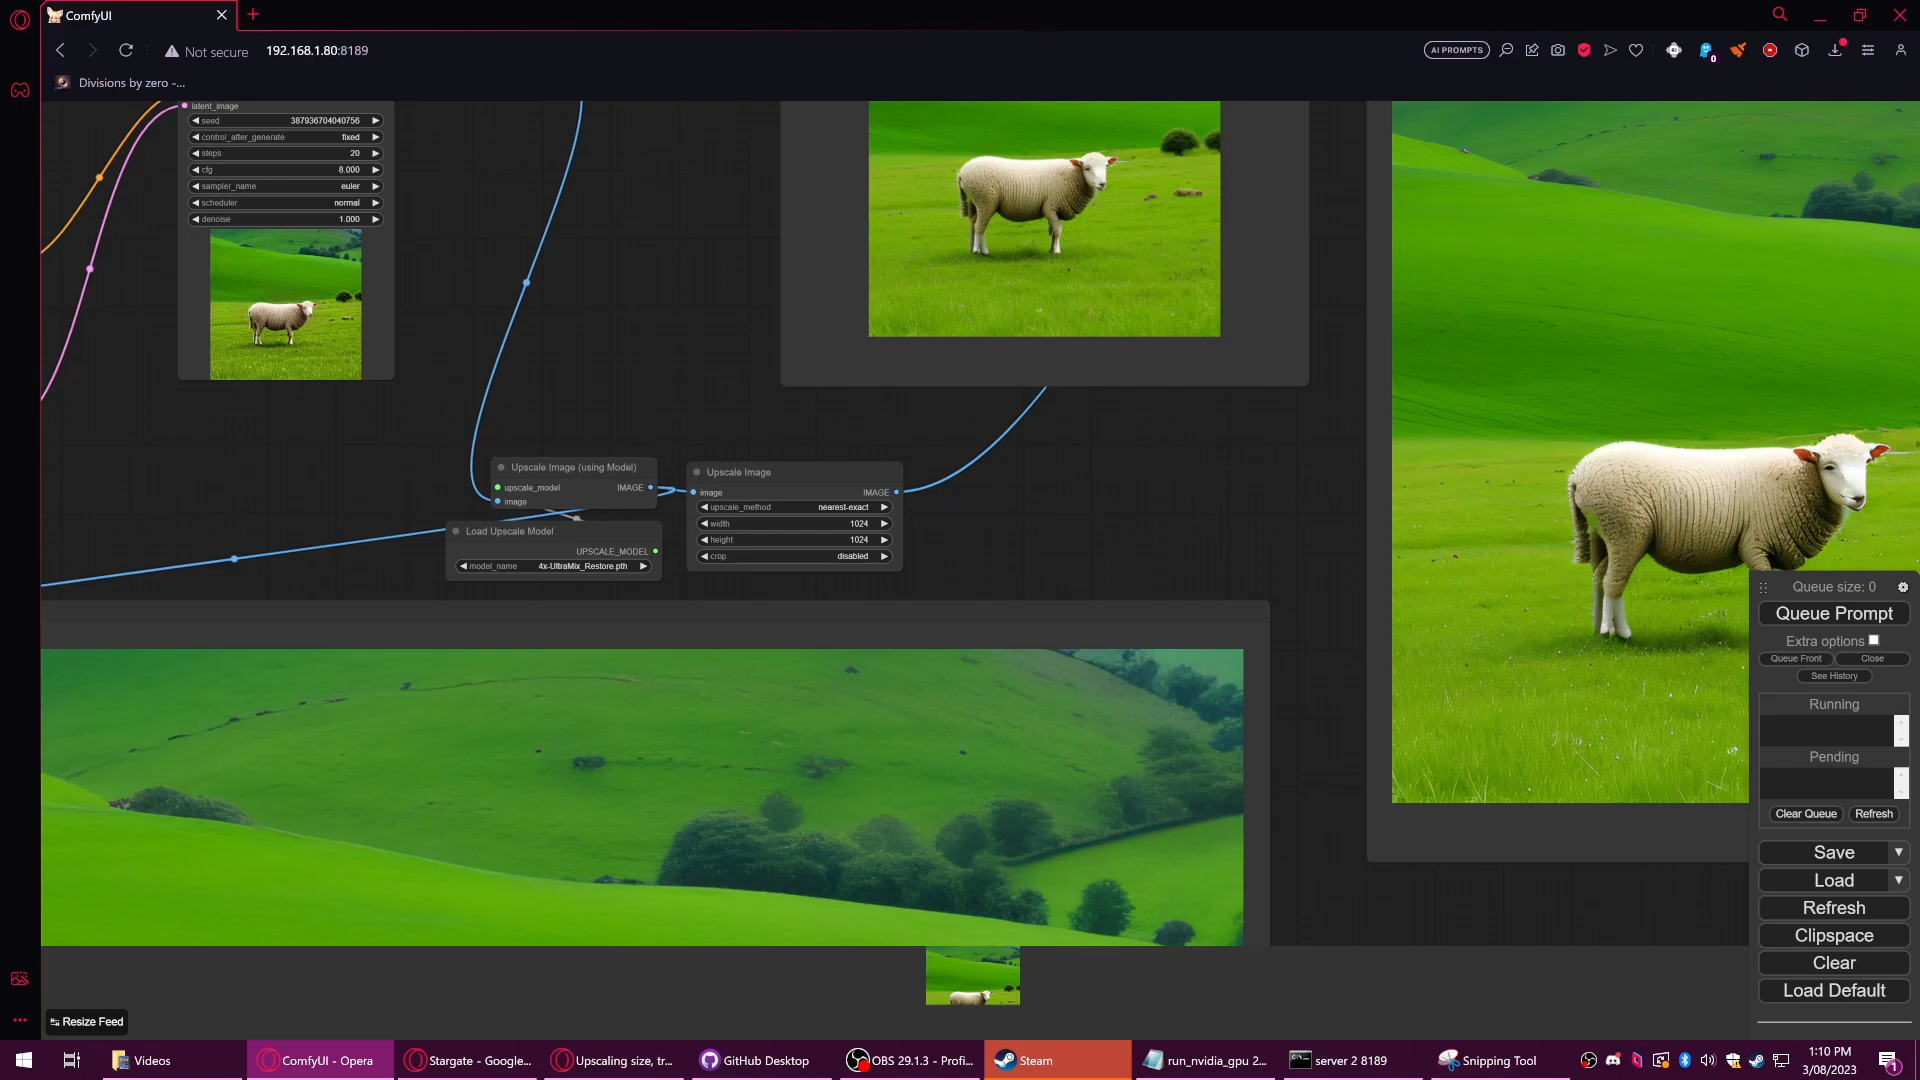 ComfyUI
Not secure 192.168.1.80:8189
AI PROMPTS
0
Divisions by zero -...
latent_image
seed 387936704040756
control_after_generate fixed
steps 20
cfg 8.000
sampler_name euler
scheduler normal
denoise 1.000
Upscale Image (using Model)
upscale_model IMAGE
image
Load Upscale Model
UPSCALE_MODEL
model_name 4x-UltraMix_Restore.pth
Upscale Image
image IMAGE
upscale_method nearest-exact
width 1024
height 1024
crop disabled
Queue size: 0
Queue Prompt
Extra options
Queue Front Close
See History
Running
Pending
Clear Queue Refresh
Save
Load
Refresh
Clipspace
Clear
Load Default
Resize Feed
Videos
ComfyUI - Opera
Stargate - Google...
Upscaling size, tr...
GitHub Desktop
OBS 29.1.3 - Profi...
Steam
run_nvidia_gpu 2...
server 2 8189
Snipping Tool
1:10 PM
3/08/2023
1